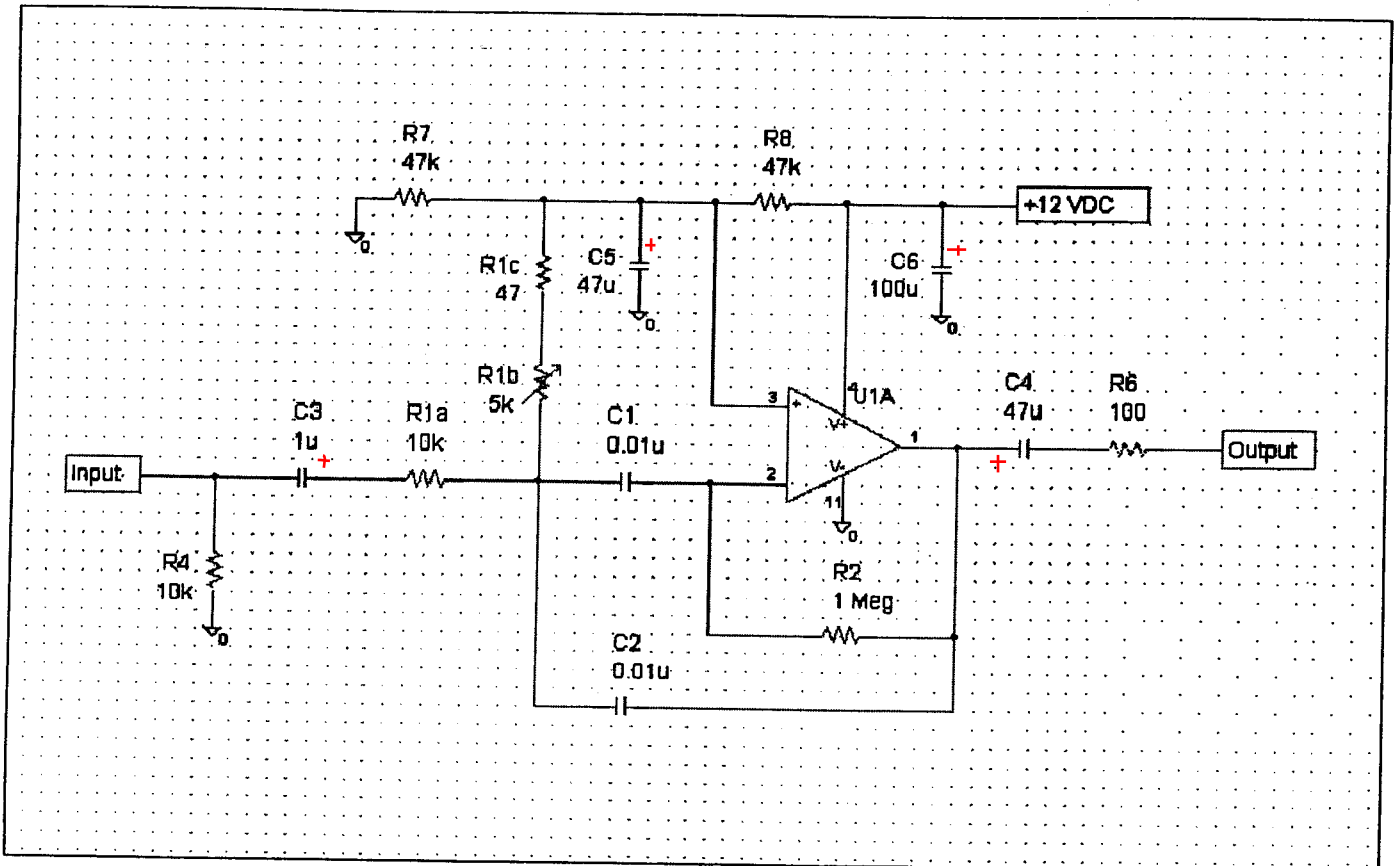 R7
47k
R8
47k
+12 VDC
0
R1c
47
C5
47u
0
C6
100u
0
R1b
5k
3
+
4
U1A
V+
C4
47u
R6
100
C3
1u
R1a
10k
C1
0.01u
1
Input
2
-
V-
11
0
Output
+
+
+
+
R4
10k
0
R2
1 Meg
C2
0.01u